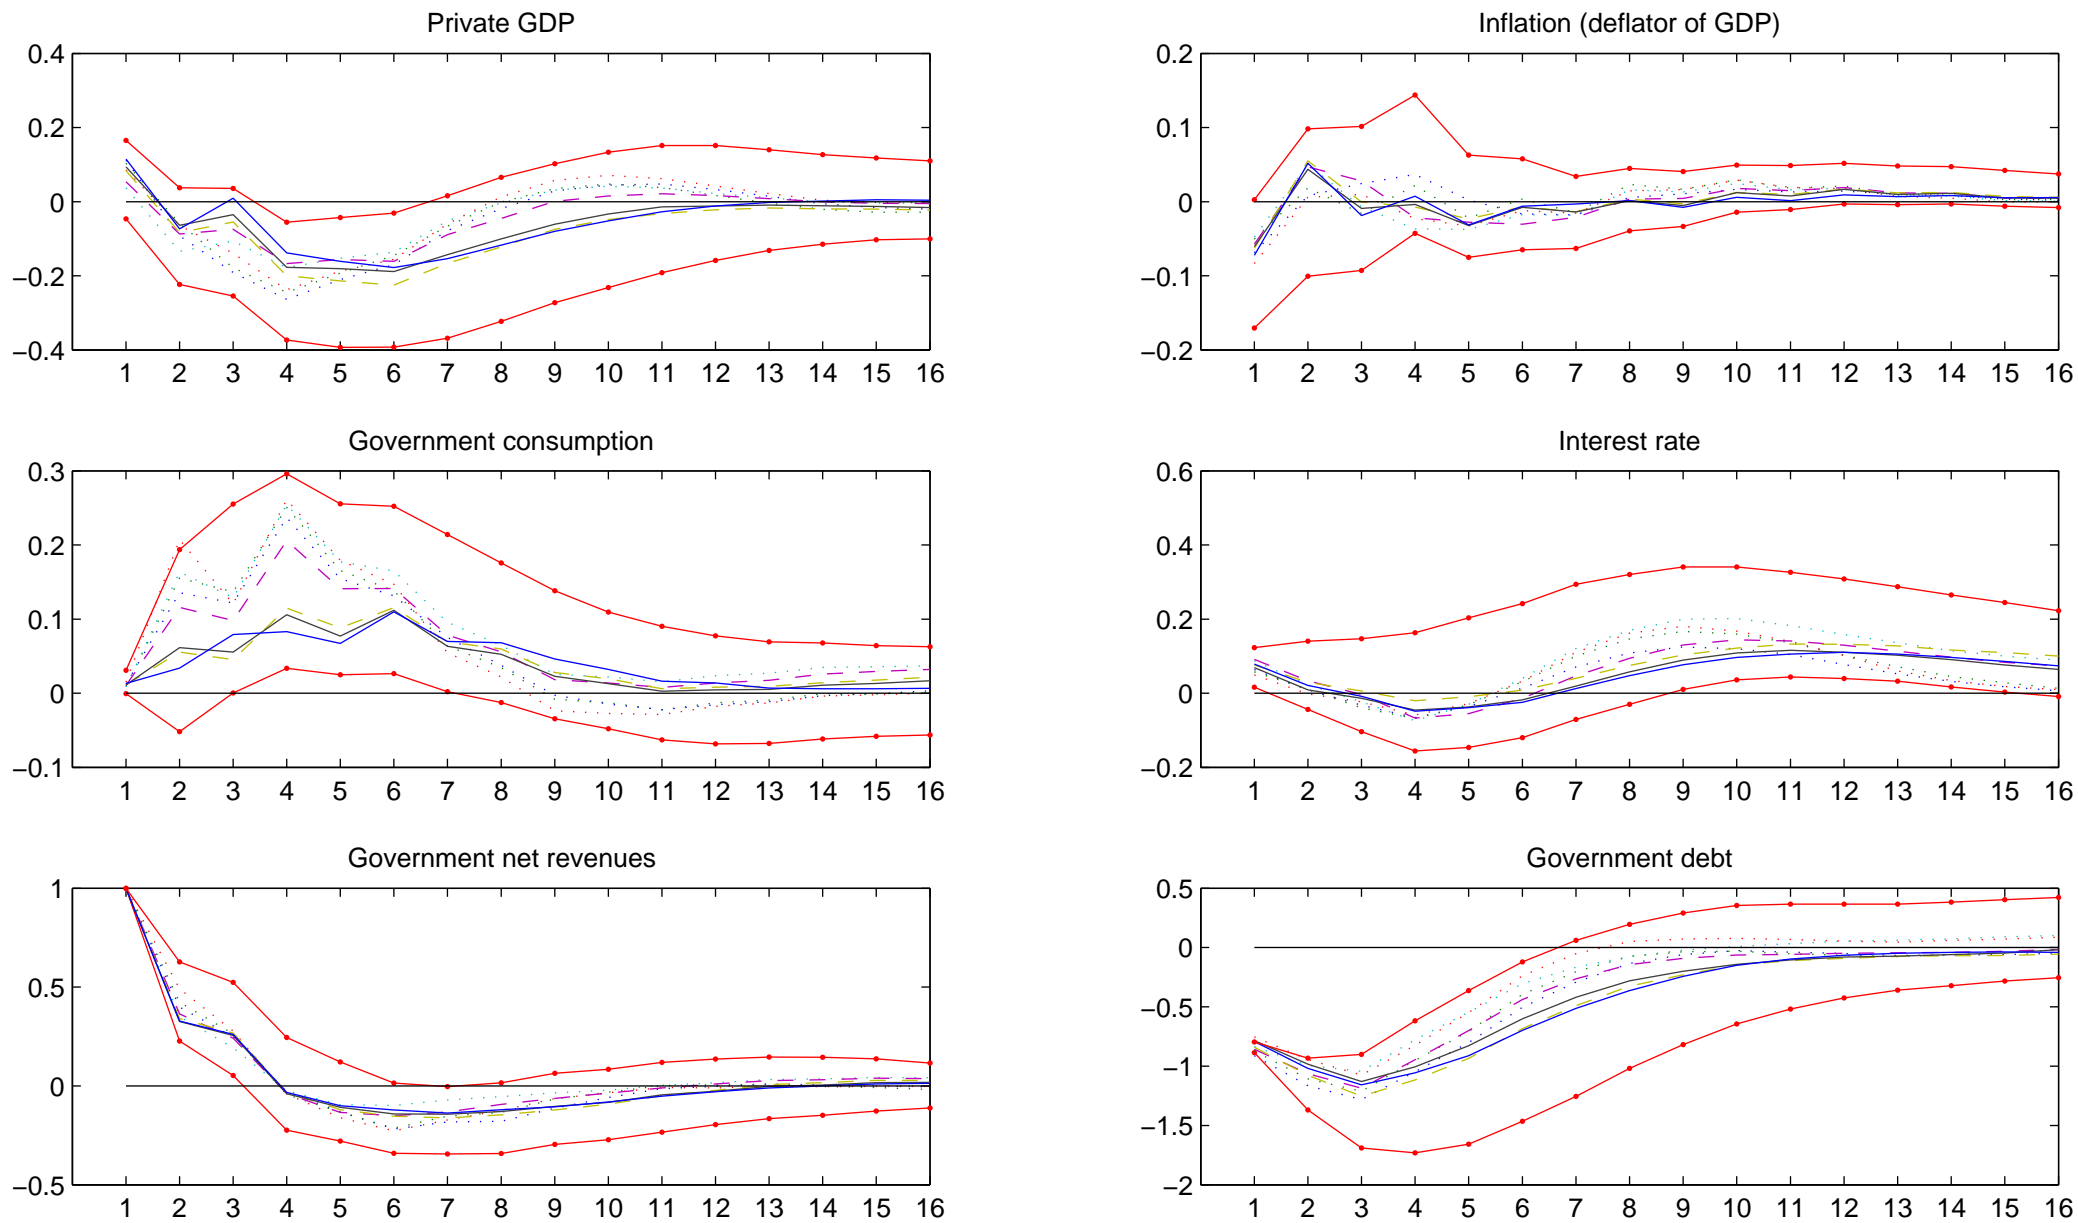 Private GDP
0.4
0.2
0
−0.2
−0.4
1 2 3 4 5 6 7 8 9 10 11 12 13 14 15 16
Inflation (deflator of GDP)
0.2
0.1
0
−0.1
−0.2
1 2 3 4 5 6 7 8 9 10 11 12 13 14 15 16
Government consumption
0.3
0.2
0.1
0
−0.1
1 2 3 4 5 6 7 8 9 10 11 12 13 14 15 16
Interest rate
0.6
0.4
0.2
0
−0.2
1 2 3 4 5 6 7 8 9 10 11 12 13 14 15 16
Government net revenues
1
0.5
0
−0.5
1 2 3 4 5 6 7 8 9 10 11 12 13 14 15 16
Government debt
0.5
0
−0.5
−1
−1.5
−2
1 2 3 4 5 6 7 8 9 10 11 12 13 14 15 16